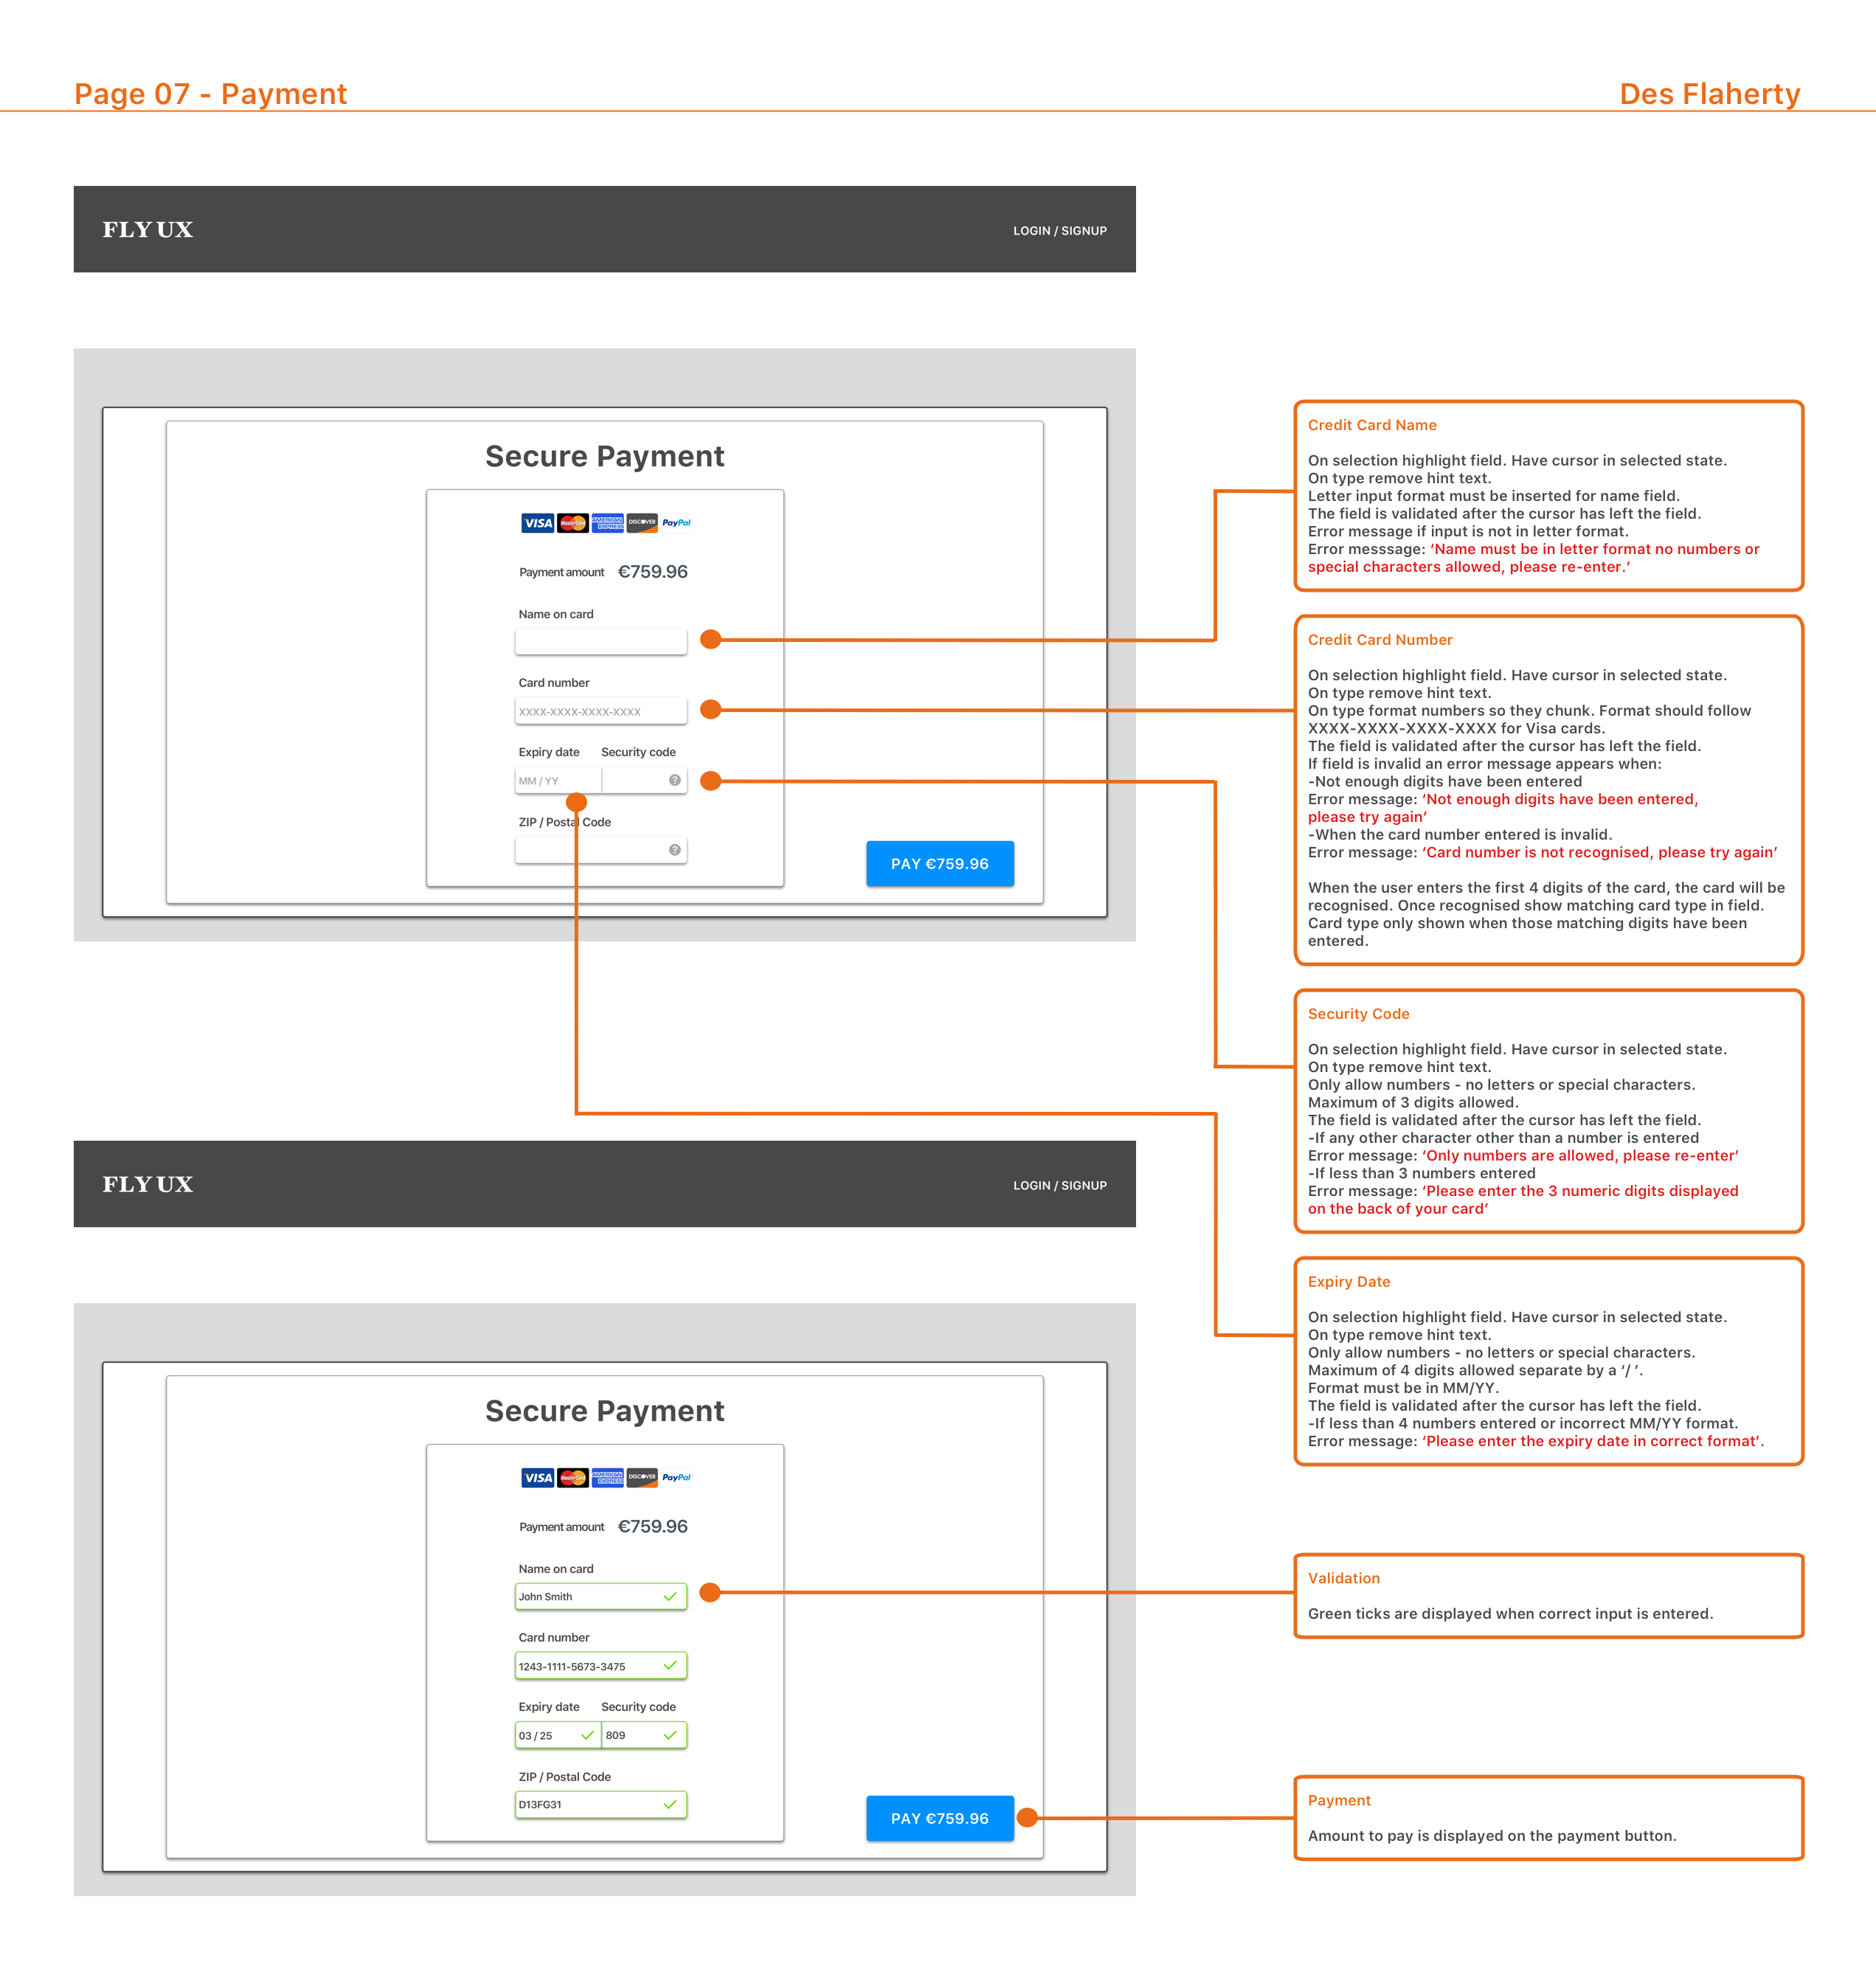 Page 07 - Payment
Des Flaherty
FLY UX
LOGIN / SIGNUP
Secure Payment
VISA MasterCard AMERICAN EXPRESS DISCOVER PayPal
Payment amount €759.96
Name on card
Card number
XXXX-XXXX-XXXX-XXXX
Expiry date Security code
MM / YY ?
ZIP / Postal Code
?
PAY €759.96
Credit Card Name
On selection highlight field. Have cursor in selected state.
On type remove hint text.
Letter input format must be inserted for name field.
The field is validated after the cursor has left the field.
Error message if input is not in letter format.
Error messsage: ‘Name must be in letter format no numbers or
special characters allowed, please re-enter.’
Credit Card Number
On selection highlight field. Have cursor in selected state.
On type remove hint text.
On type format numbers so they chunk. Format should follow
XXXX-XXXX-XXXX-XXXX for Visa cards.
The field is validated after the cursor has left the field.
If field is invalid an error message appears when:
-Not enough digits have been entered
Error message: ‘Not enough digits have been entered,
please try again’
-When the card number entered is invalid.
Error message: ‘Card number is not recognised, please try again’
When the user enters the first 4 digits of the card, the card will be
recognised. Once recognised show matching card type in field.
Card type only shown when those matching digits have been
entered.
Security Code
On selection highlight field. Have cursor in selected state.
On type remove hint text.
Only allow numbers - no letters or special characters.
Maximum of 3 digits allowed.
The field is validated after the cursor has left the field.
-If any other character other than a number is entered
Error message: ‘Only numbers are allowed, please re-enter’
-If less than 3 numbers entered
Error message: ‘Please enter the 3 numeric digits displayed
on the back of your card’
Expiry Date
On selection highlight field. Have cursor in selected state.
On type remove hint text.
Only allow numbers - no letters or special characters.
Maximum of 4 digits allowed separate by a ‘/ ’.
Format must be in MM/YY.
The field is validated after the cursor has left the field.
-If less than 4 numbers entered or incorrect MM/YY format.
Error message: ‘Please enter the expiry date in correct format’.
FLY UX
LOGIN / SIGNUP
Secure Payment
VISA MasterCard AMERICAN EXPRESS DISCOVER PayPal
Payment amount €759.96
Name on card
John Smith
Card number
1243-1111-5673-3475
Expiry date Security code
03 / 25 809
ZIP / Postal Code
D13FG31
PAY €759.96
Validation
Green ticks are displayed when correct input is entered.
Payment
Amount to pay is displayed on the payment button.